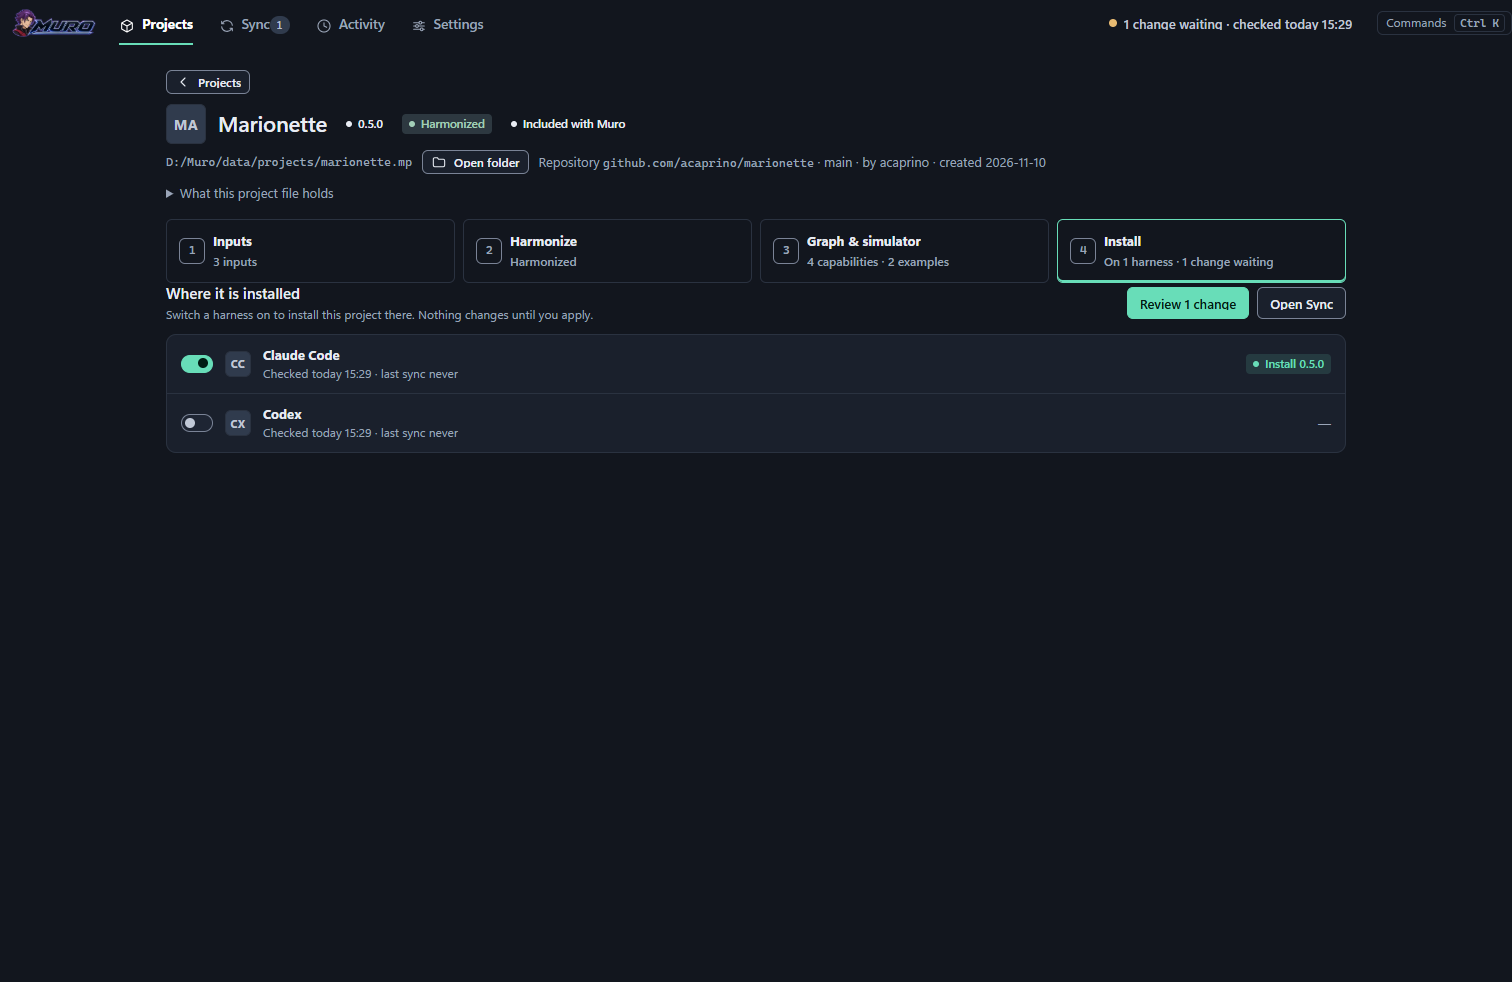 MURO Projects Sync 1 Activity Settings 1 change waiting · checked today 15:29 Commands Ctrl K
Projects
MA Marionette 0.5.0 Harmonized Included with Muro
D:/Muro/data/projects/marionette.mp Open folder Repository github.com/acaprino/marionette · main · by acaprino · created 2026-11-10
What this project file holds
1 Inputs
3 inputs
2 Harmonize
Harmonized
3 Graph & simulator
4 capabilities · 2 examples
4 Install
On 1 harness · 1 change waiting
Where it is installed
Switch a harness on to install this project there. Nothing changes until you apply.
Review 1 change Open Sync
CC Claude Code
Checked today 15:29 · last sync never
Install 0.5.0
CX Codex
Checked today 15:29 · last sync never
—